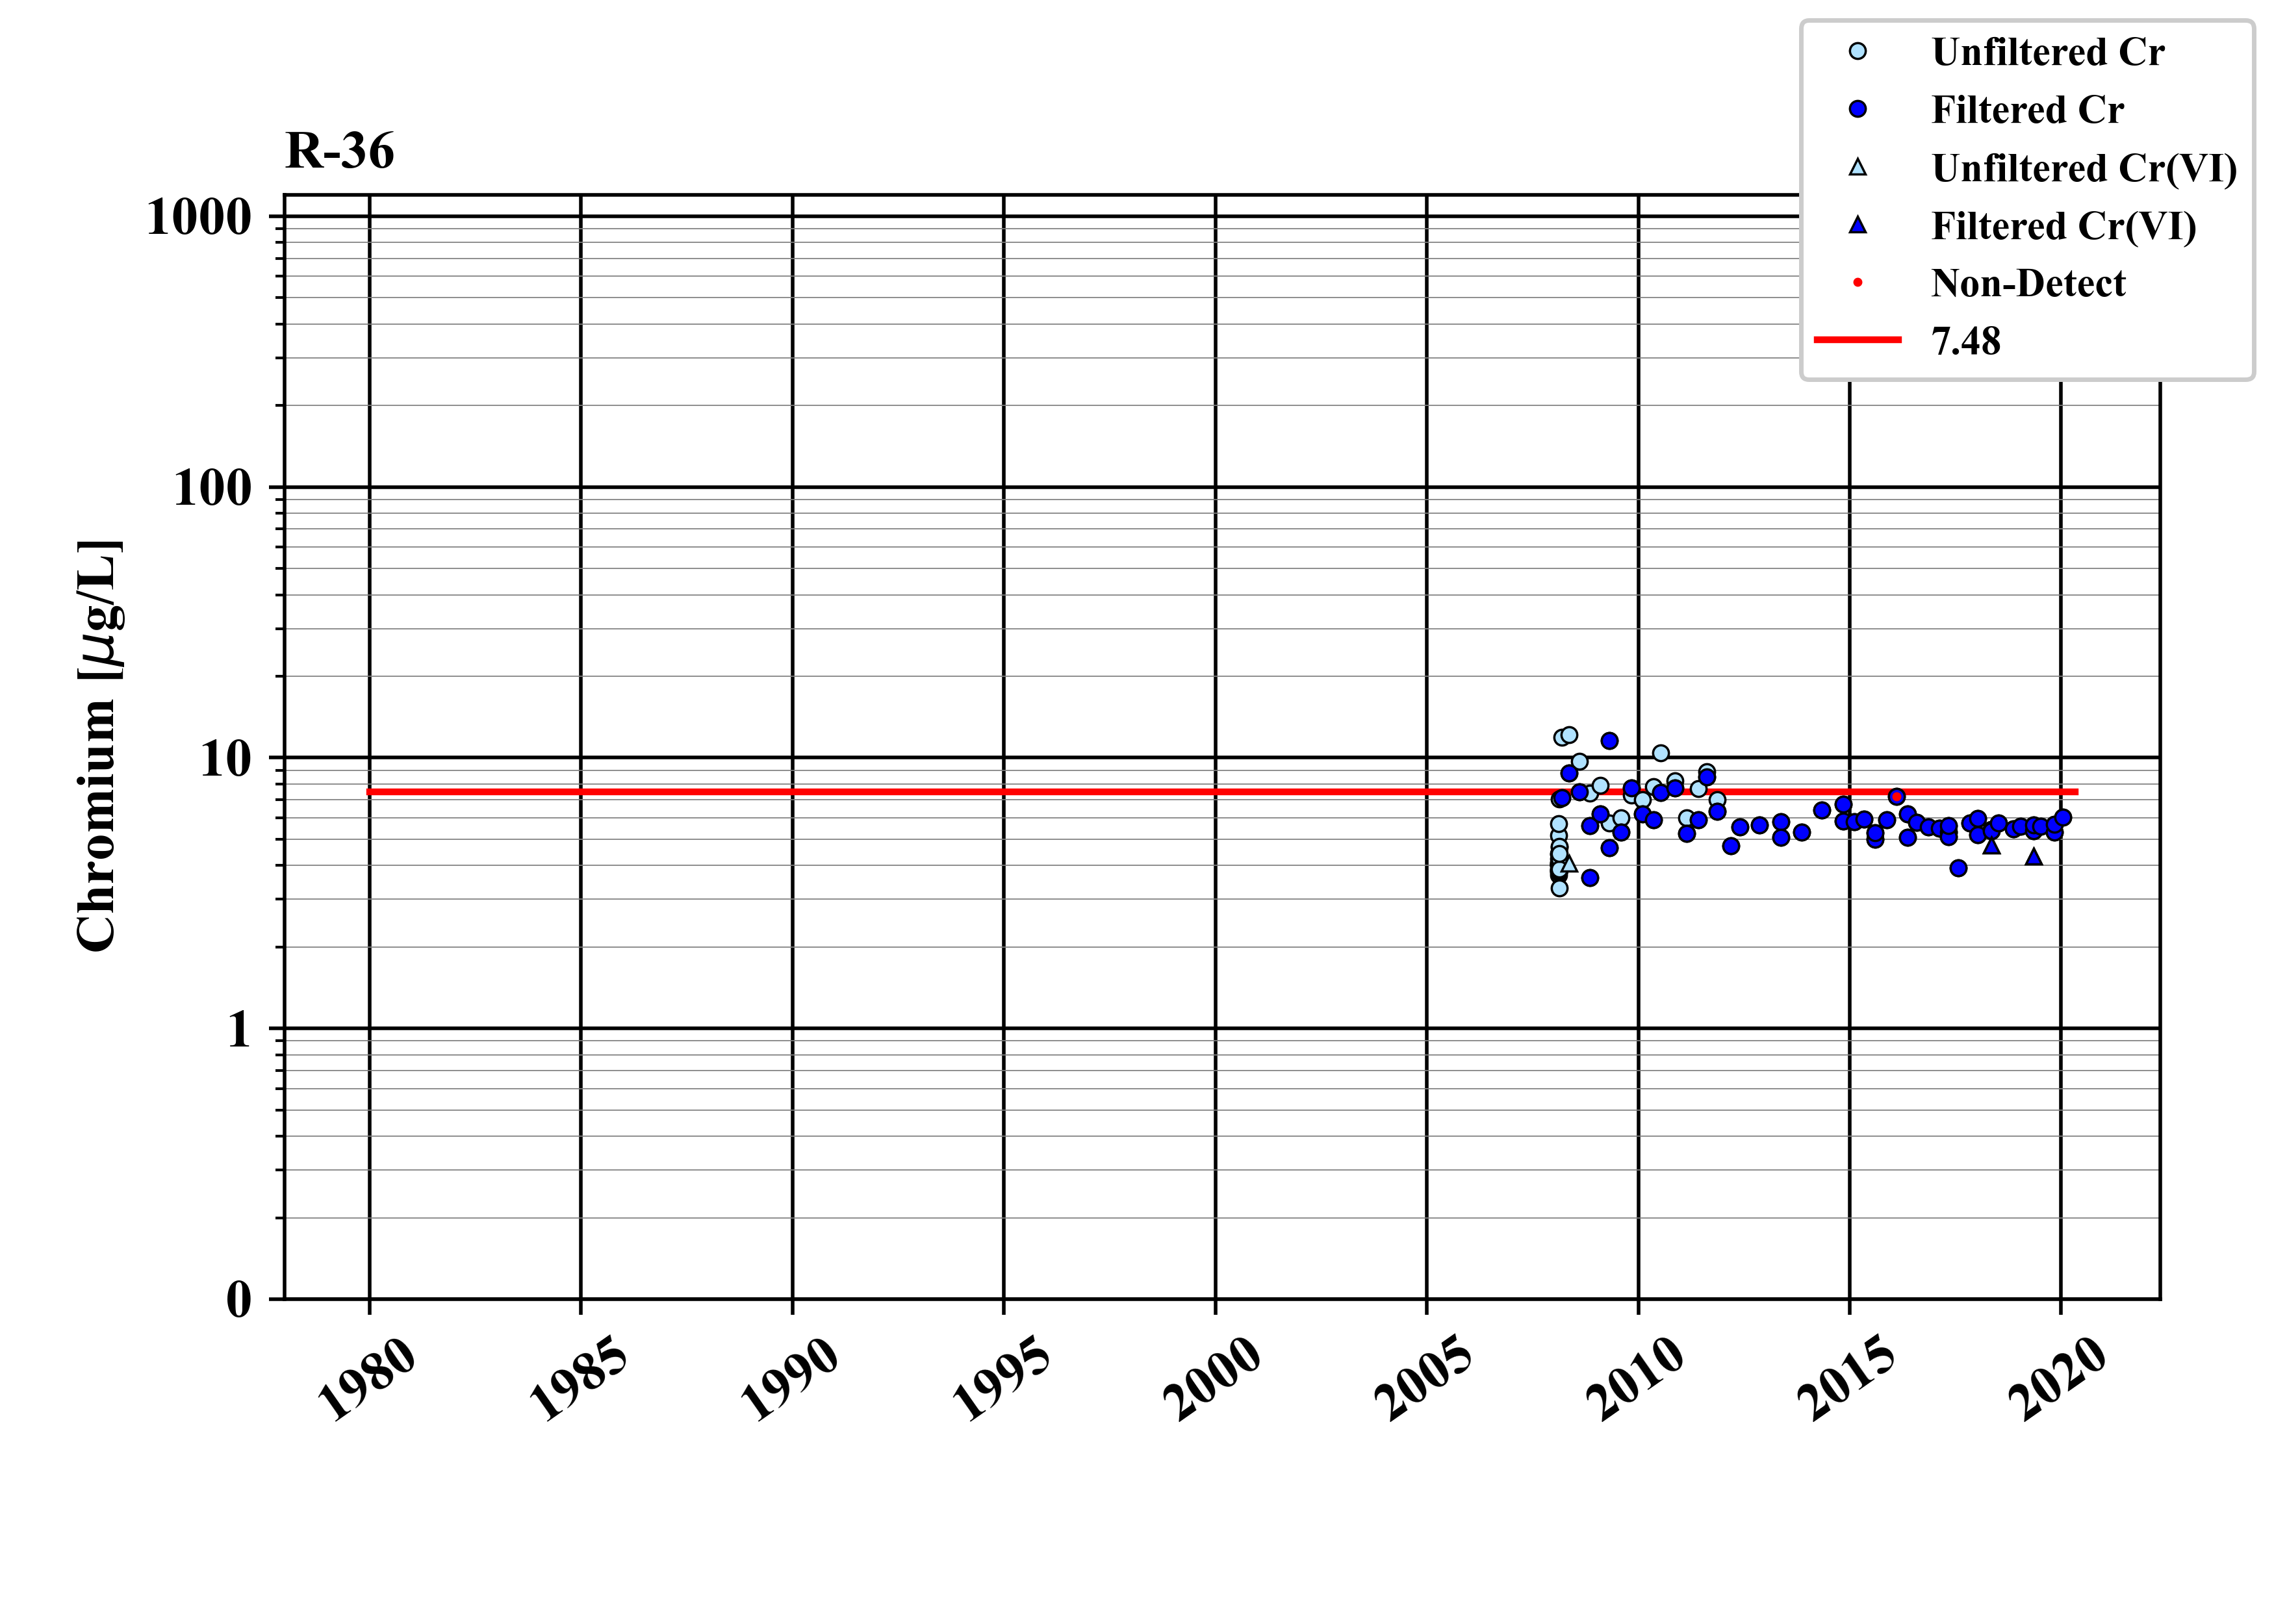 Unfiltered Cr
Filtered Cr
Unfiltered Cr(VI)
Filtered Cr(VI)
Non-Detect
7.48
R-36
1000
100
10
1
0
Chromium [μg/L]
1980
1985
1990
1995
2000
2005
2010
2015
2020